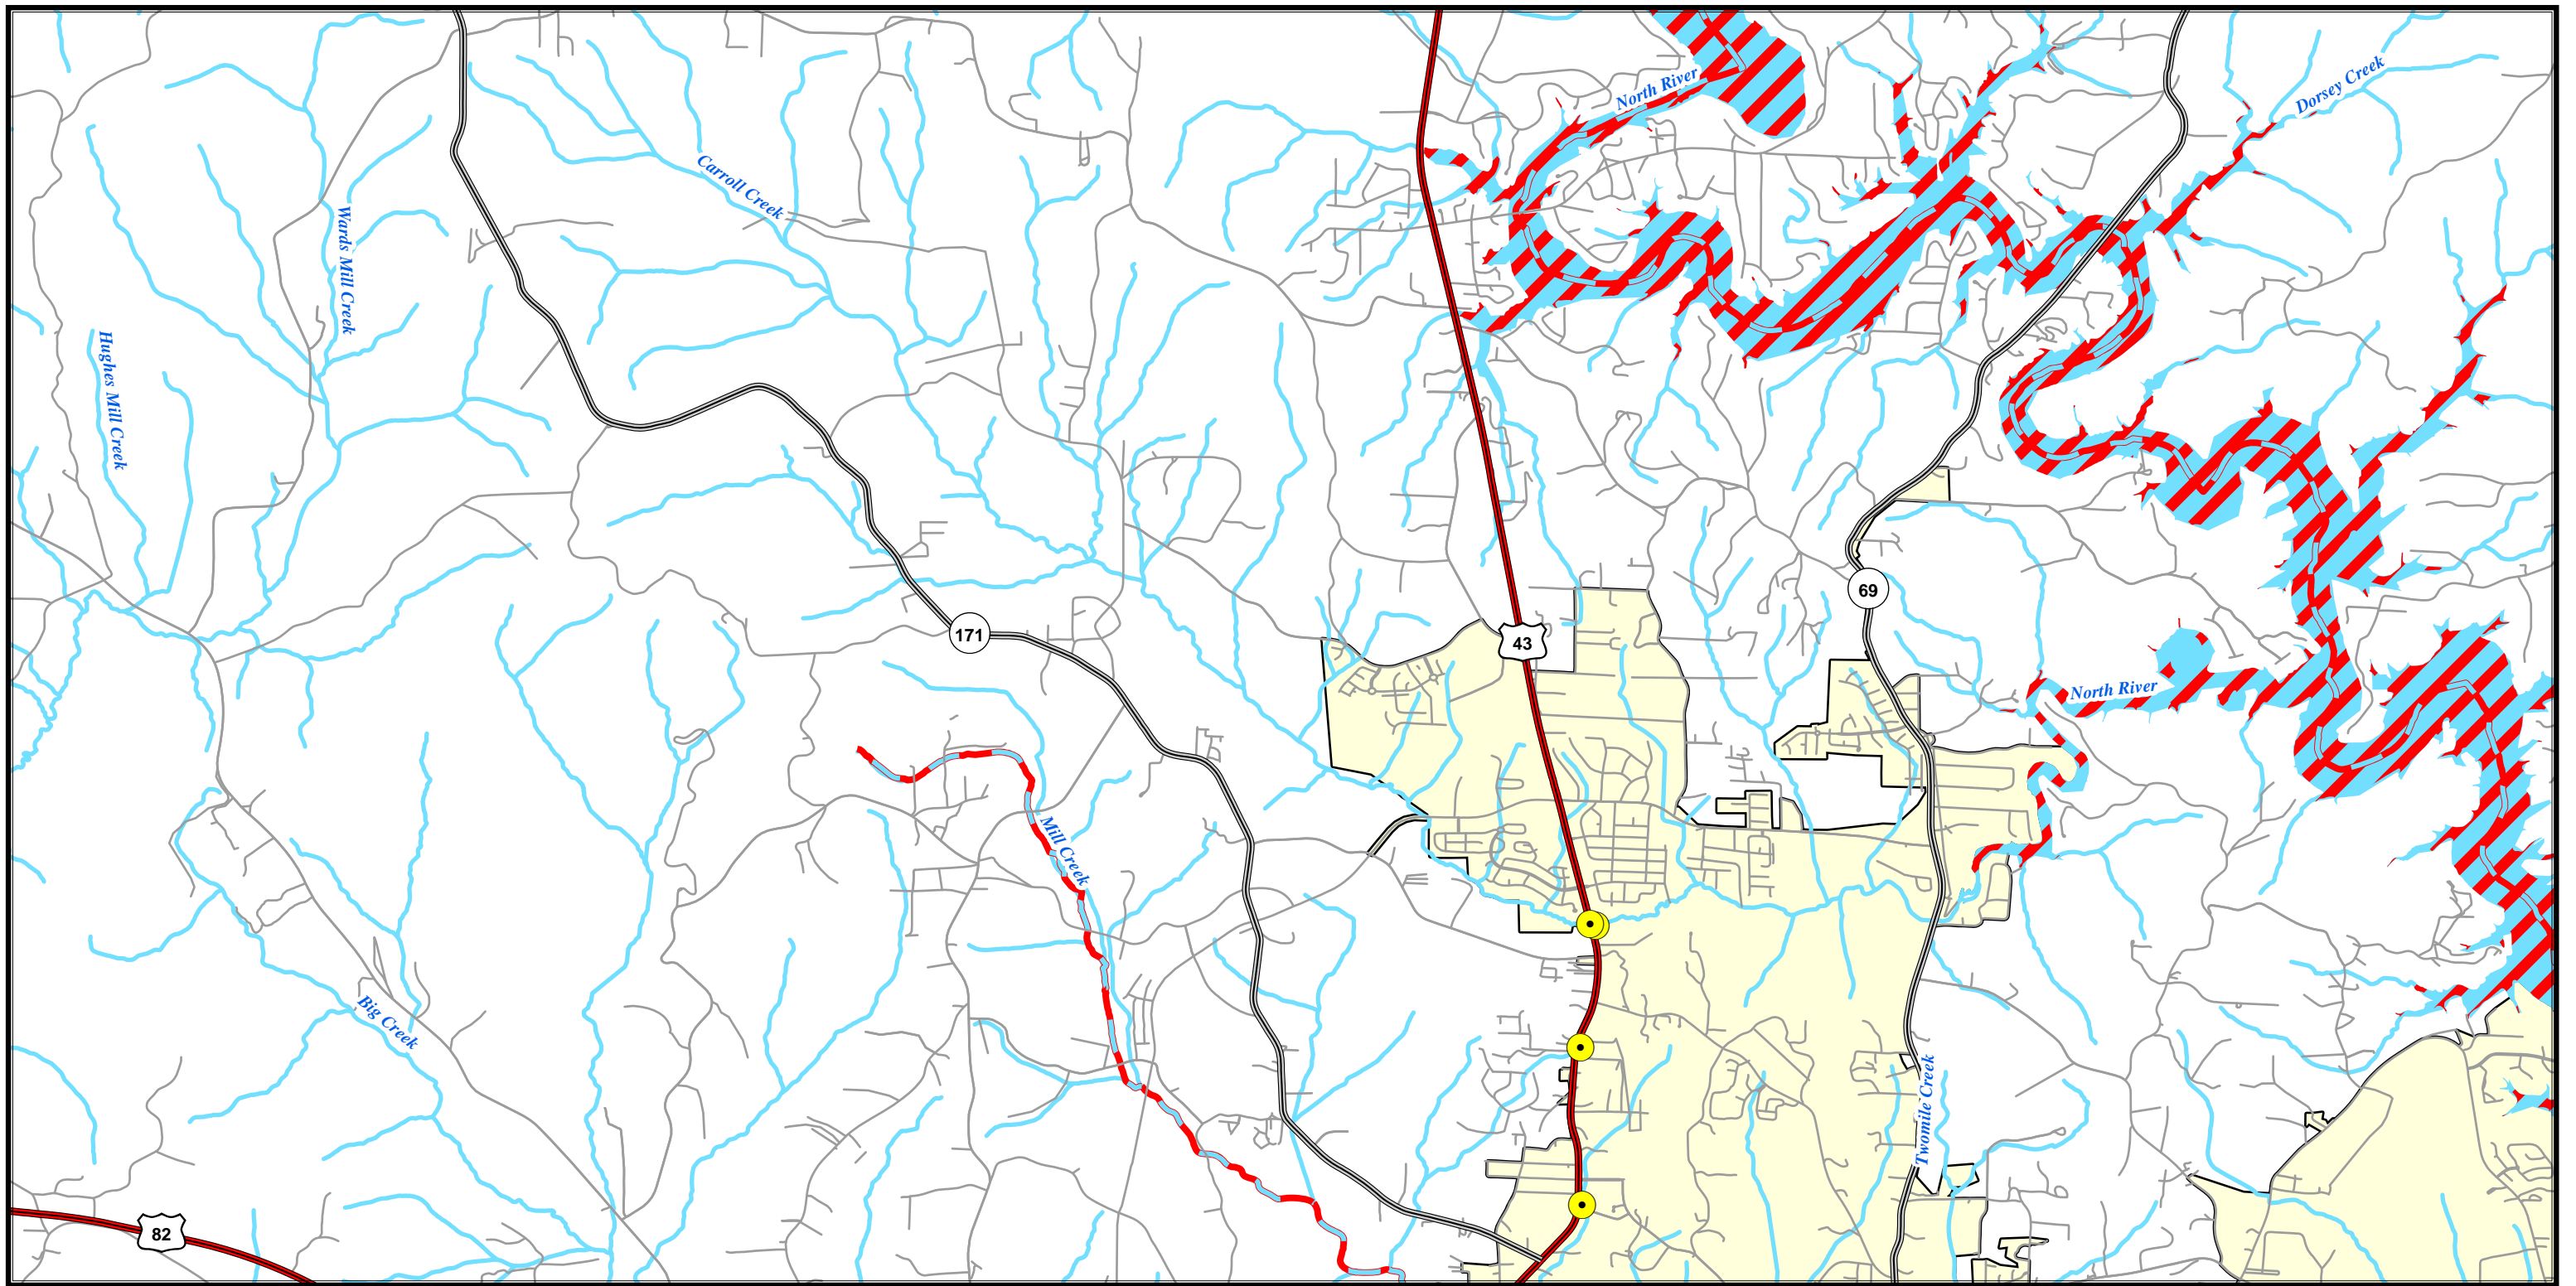 North River
Dorsey Creek
Carroll Creek
Wards Mill Creek
Hughes Mill Creek
69
171
43
North River
Mill Creek
Big Creek
Twomile Creek
82